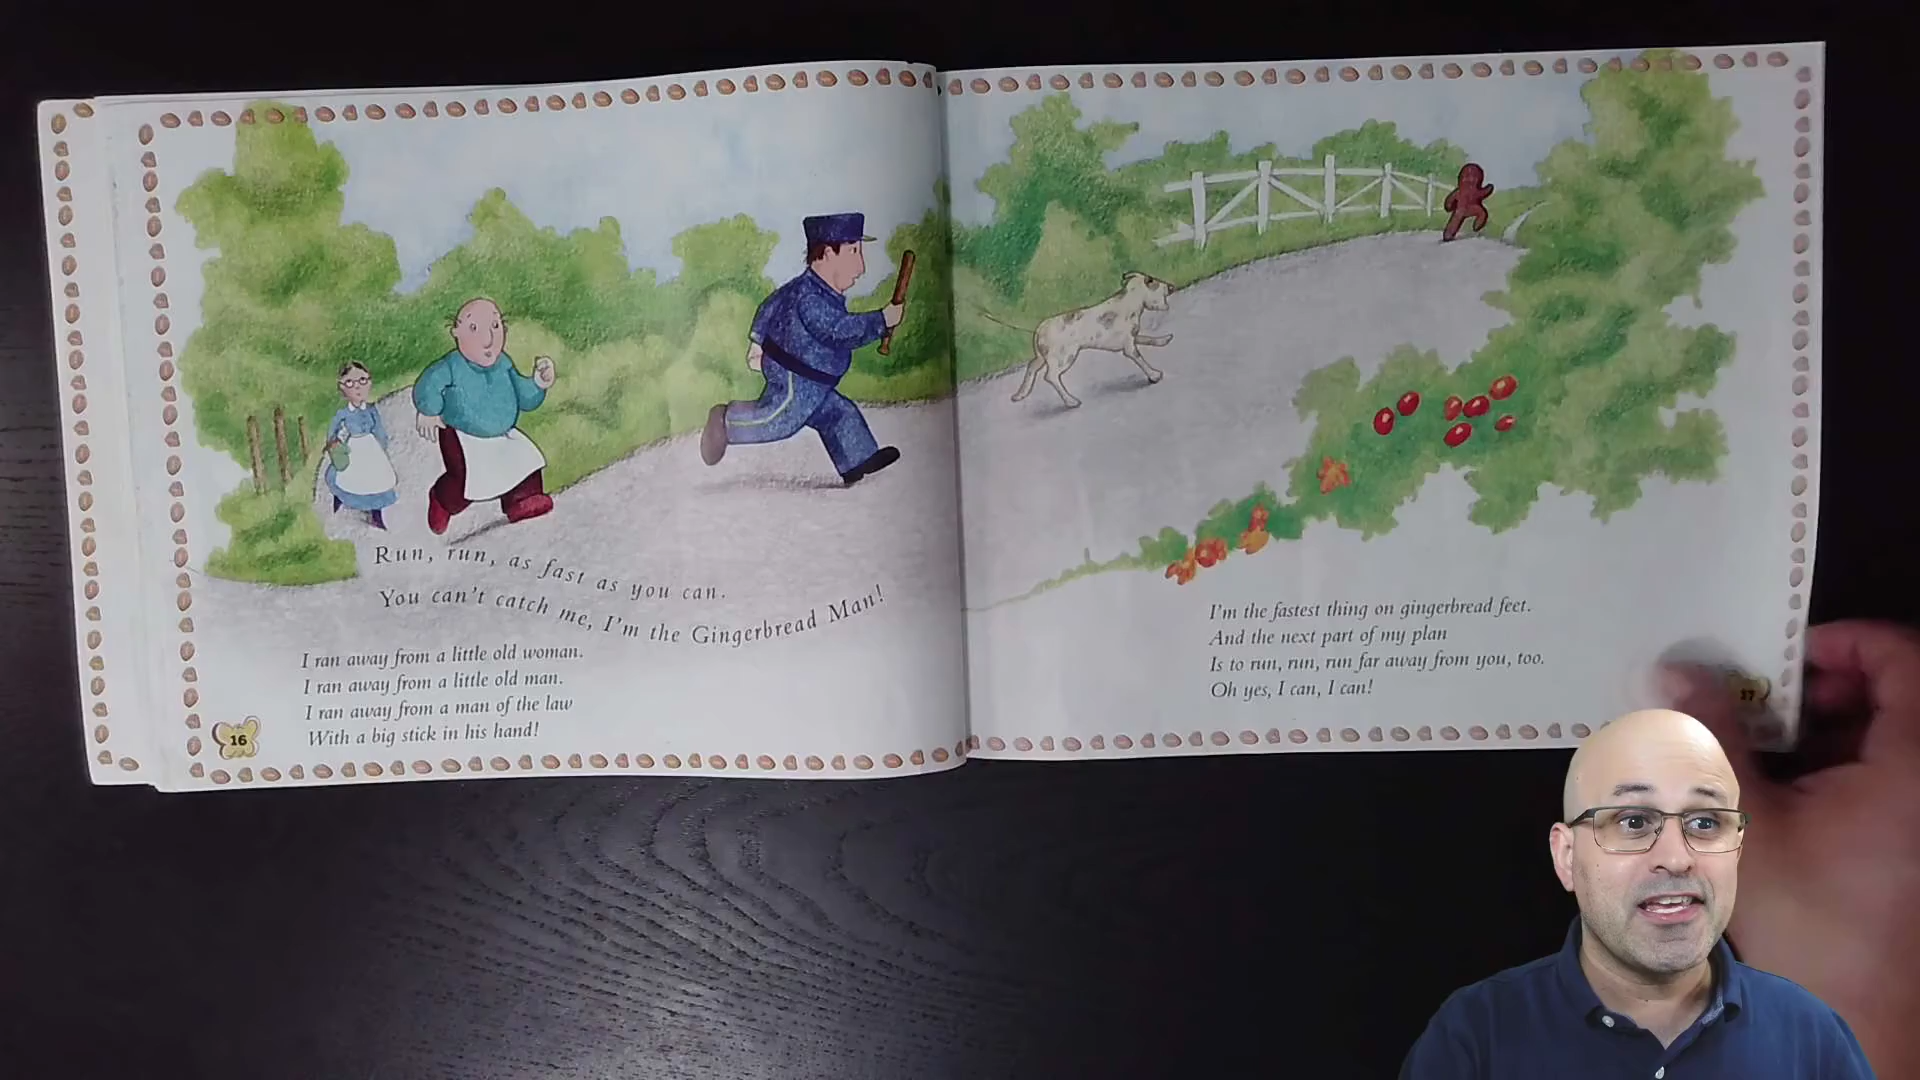 Run, run, as fast as you can.
You can't catch me, I'm the Gingerbread Man!
I ran away from a little old woman.
I ran away from a little old man.
I ran away from a man of the law
With a big stick in his hand!
16
I'm the fastest thing on gingerbread feet.
And the next part of my plan
Is to run, run, run far away from you, too.
Oh yes, I can, I can!
17